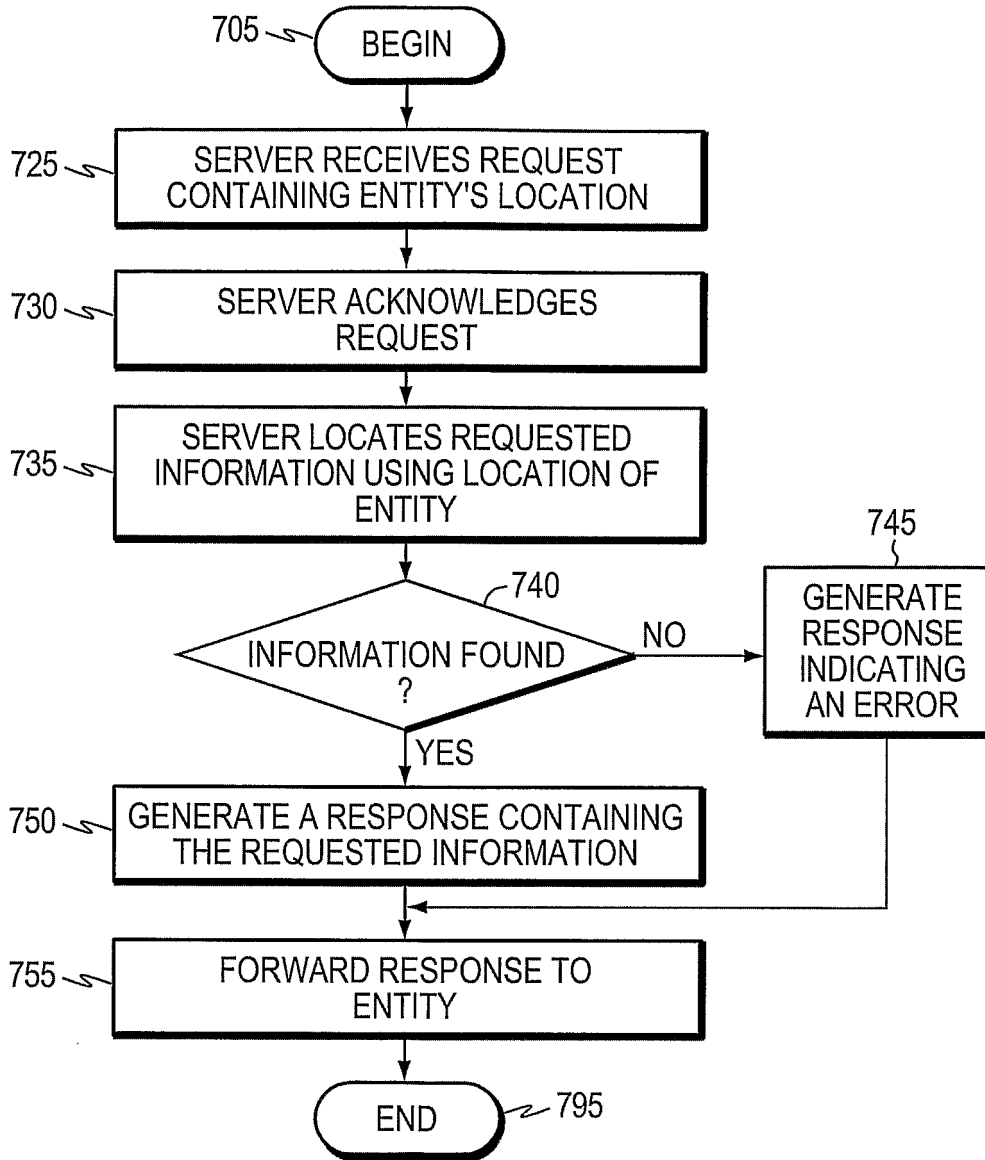 705
BEGIN
725
SERVER RECEIVES REQUEST
CONTAINING ENTITY'S LOCATION
730
SERVER ACKNOWLEDGES
REQUEST
735
SERVER LOCATES REQUESTED
INFORMATION USING LOCATION OF
ENTITY
740
INFORMATION FOUND
?
NO
745
GENERATE
RESPONSE
INDICATING
AN ERROR
YES
750
GENERATE A RESPONSE CONTAINING
THE REQUESTED INFORMATION
755
FORWARD RESPONSE TO
ENTITY
END
795